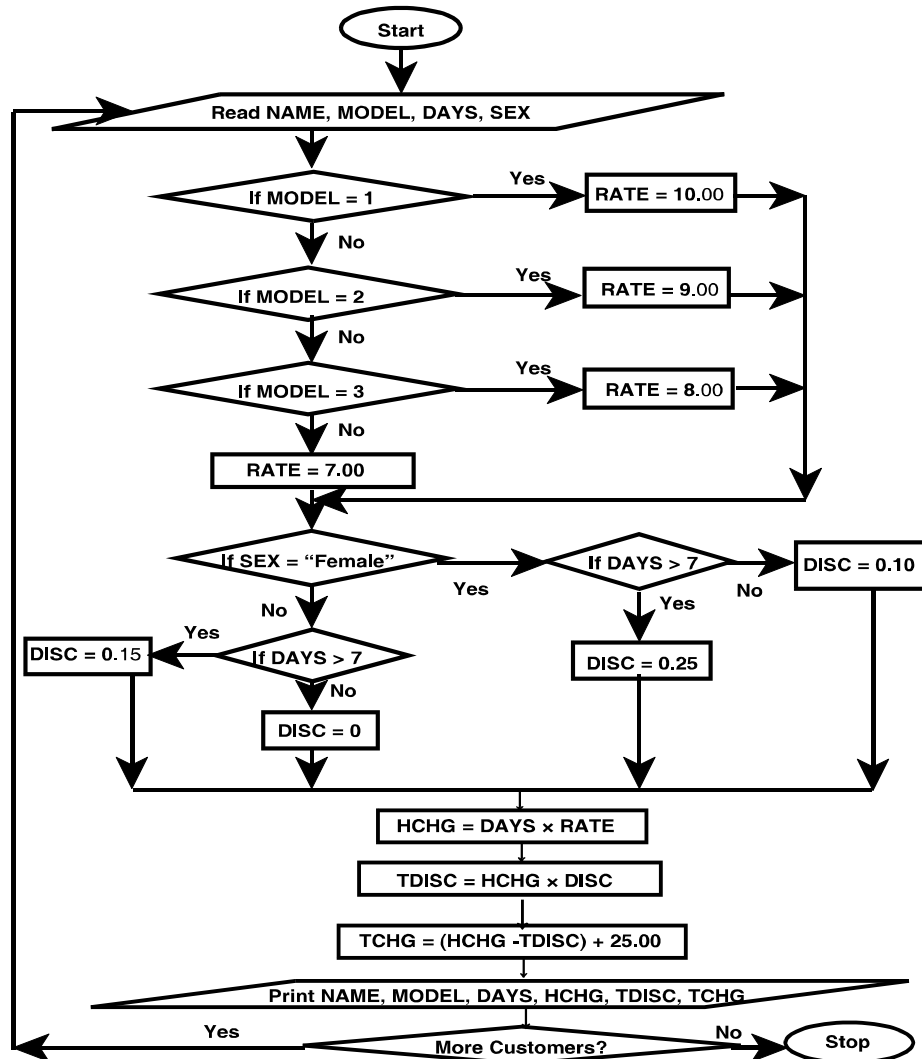 Start
Read NAME, MODEL, DAYS, SEX
If MODEL = 1
Yes
RATE = 10.00
No
If MODEL = 2
Yes
RATE = 9.00
No
If MODEL = 3
Yes
RATE = 8.00
No
RATE = 7.00
If SEX = “Female”
Yes
If DAYS > 7
No
DISC = 0.10
No
Yes
DISC = 0.15
Yes
If DAYS > 7
DISC = 0.25
No
DISC = 0
HCHG = DAYS × RATE
TDISC = HCHG × DISC
TCHG = (HCHG -TDISC) + 25.00
Print NAME, MODEL, DAYS, HCHG, TDISC, TCHG
Yes
More Customers?
No
Stop